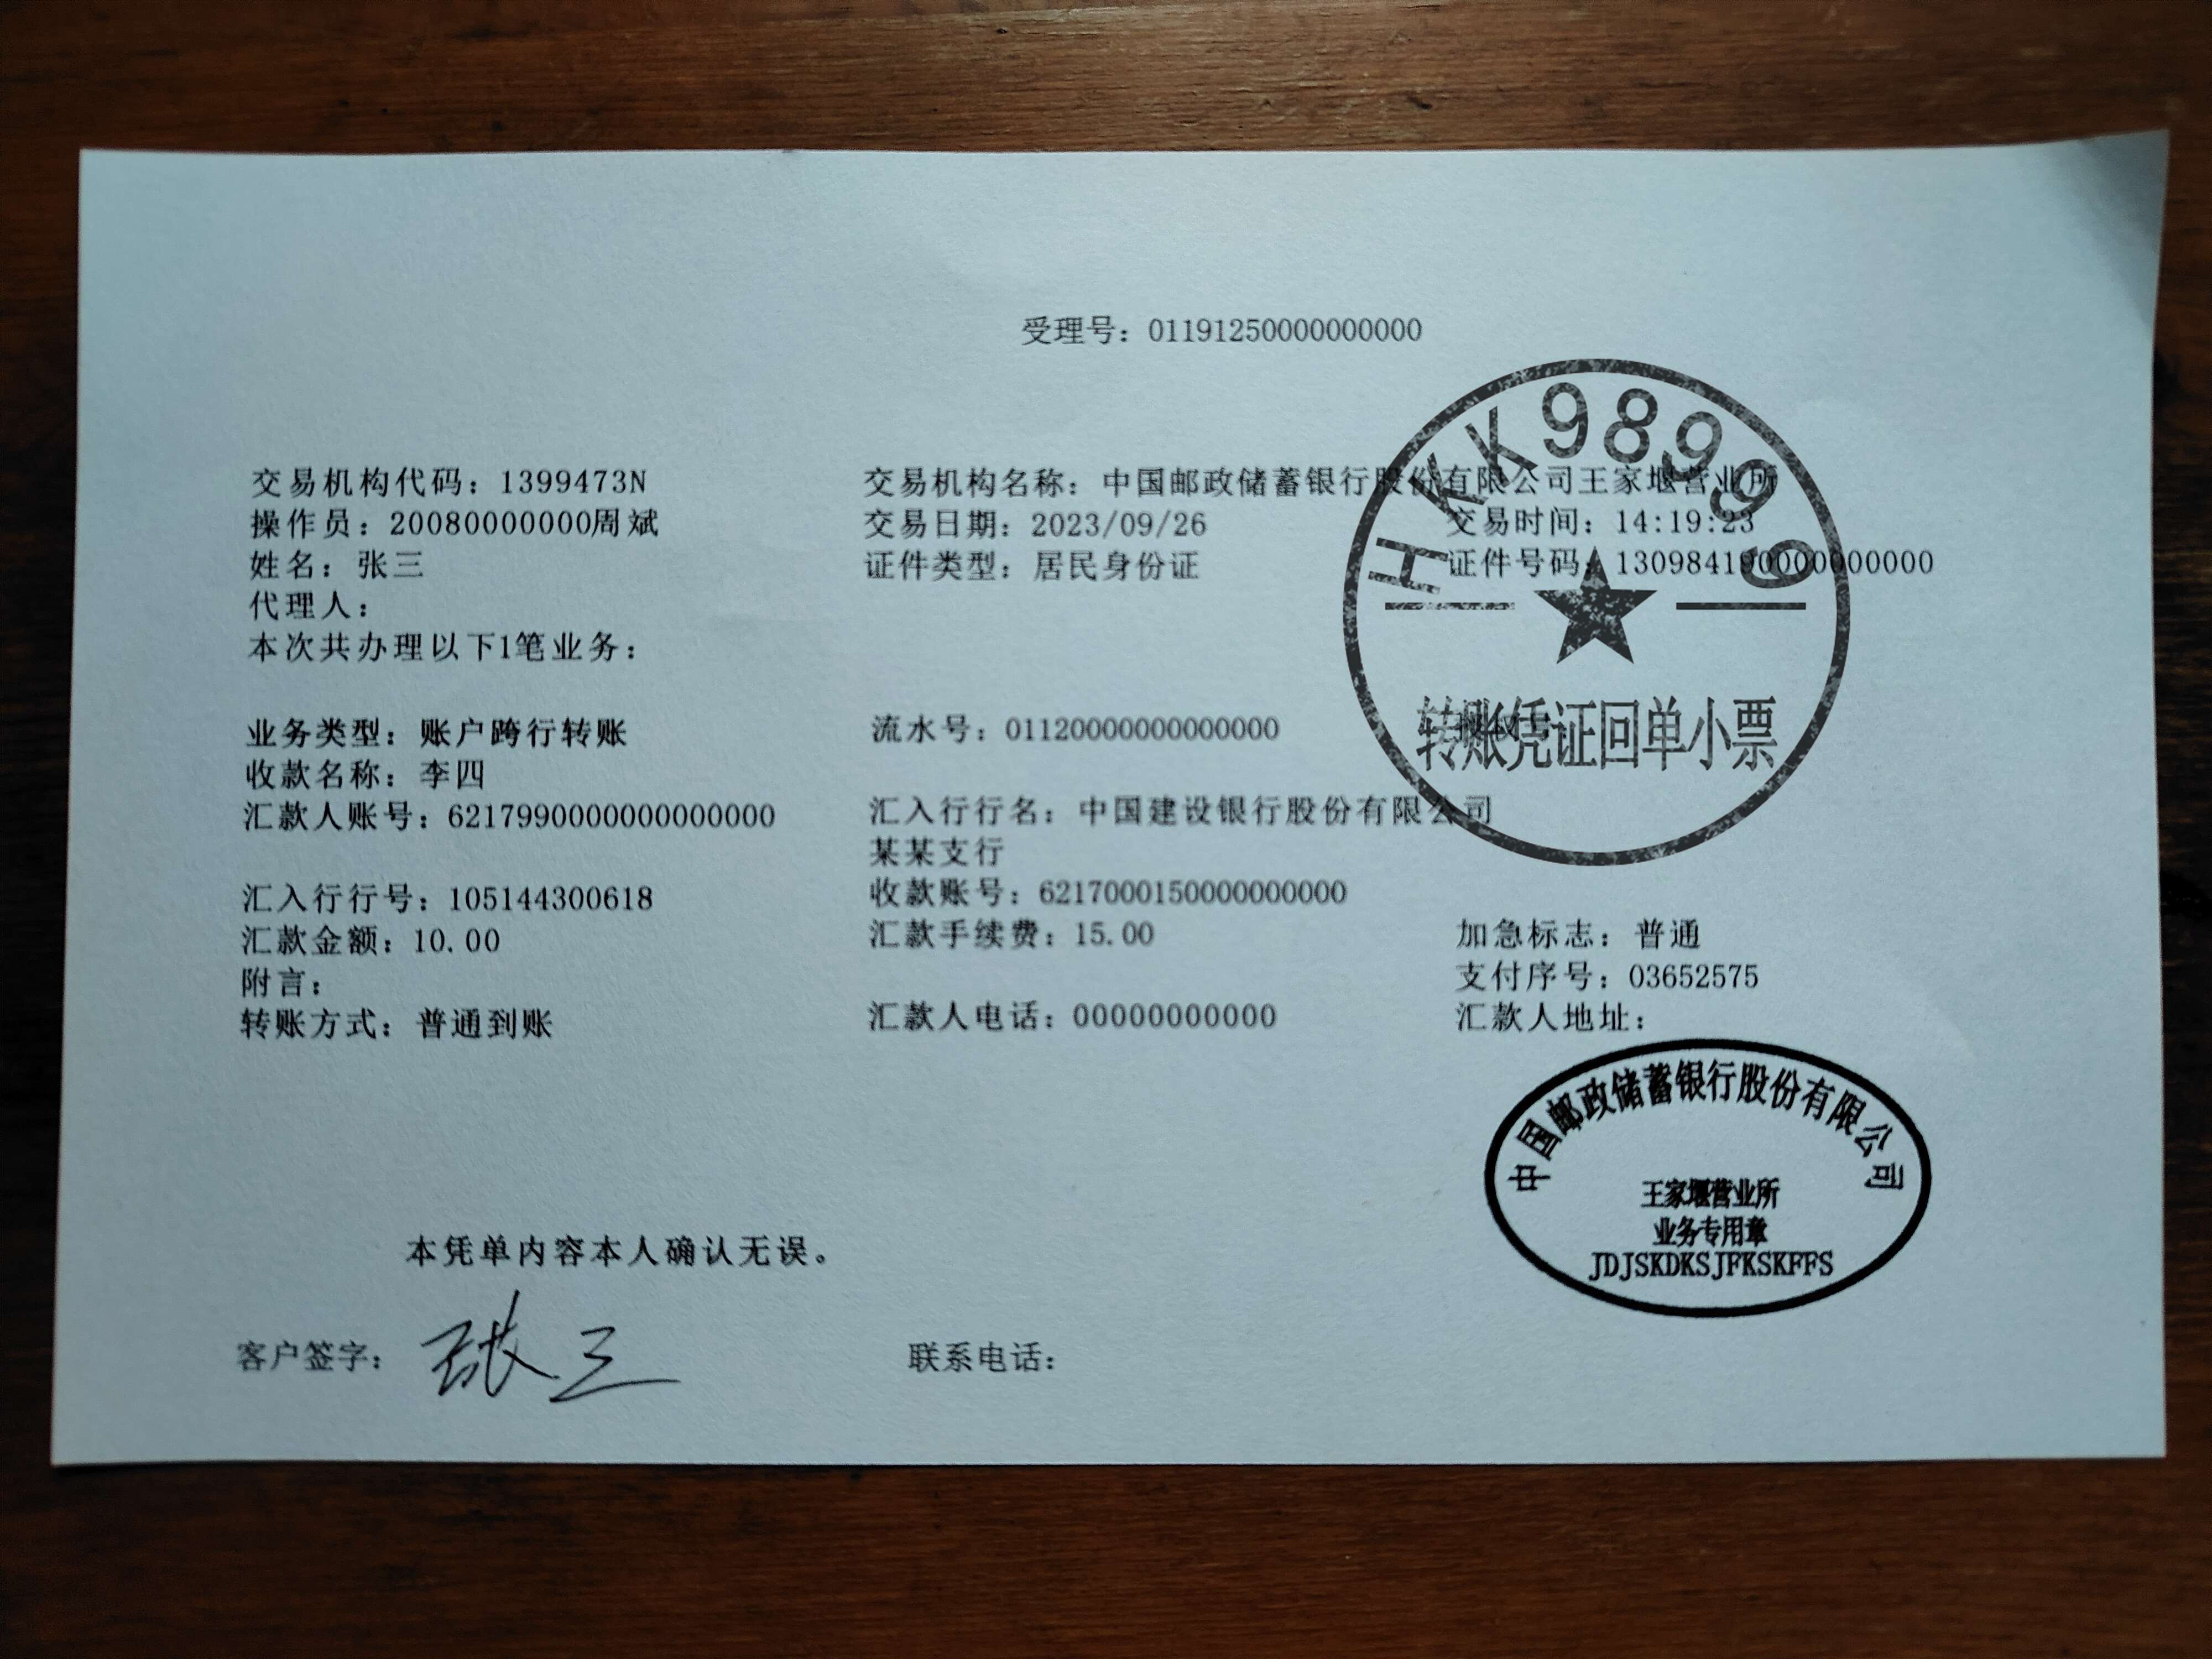 受理号：01191250000000000
交易机构代码：1399473N 交易机构名称：中国邮政储蓄银行股份有限公司王家堰营业所
操作员：20080000000周斌 交易日期：2023/09/26 交易时间：14:19:23
姓名：张三 证件类型：居民身份证 证件号码：130984190000000000
代理人：
本次共办理以下1笔业务：
HKK989999
转账凭证回单小票
业务类型：账户跨行转账 流水号：01120000000000000
收款名称：李四
汇款人账号：6217990000000000000 汇入行行名：中国建设银行股份有限公司
某某支行
汇入行行号：105144300618 收款账号：6217000150000000000
汇款金额：10.00 汇款手续费：15.00 加急标志：普通
附言： 支付序号：03652575
转账方式：普通到账 汇款人电话：00000000000 汇款人地址：
中国邮政储蓄银行股份有限公司
王家堰营业所
业务专用章
JDJSKDKSJFKSKFFS
本凭单内容本人确认无误。
客户签字：张三 联系电话：